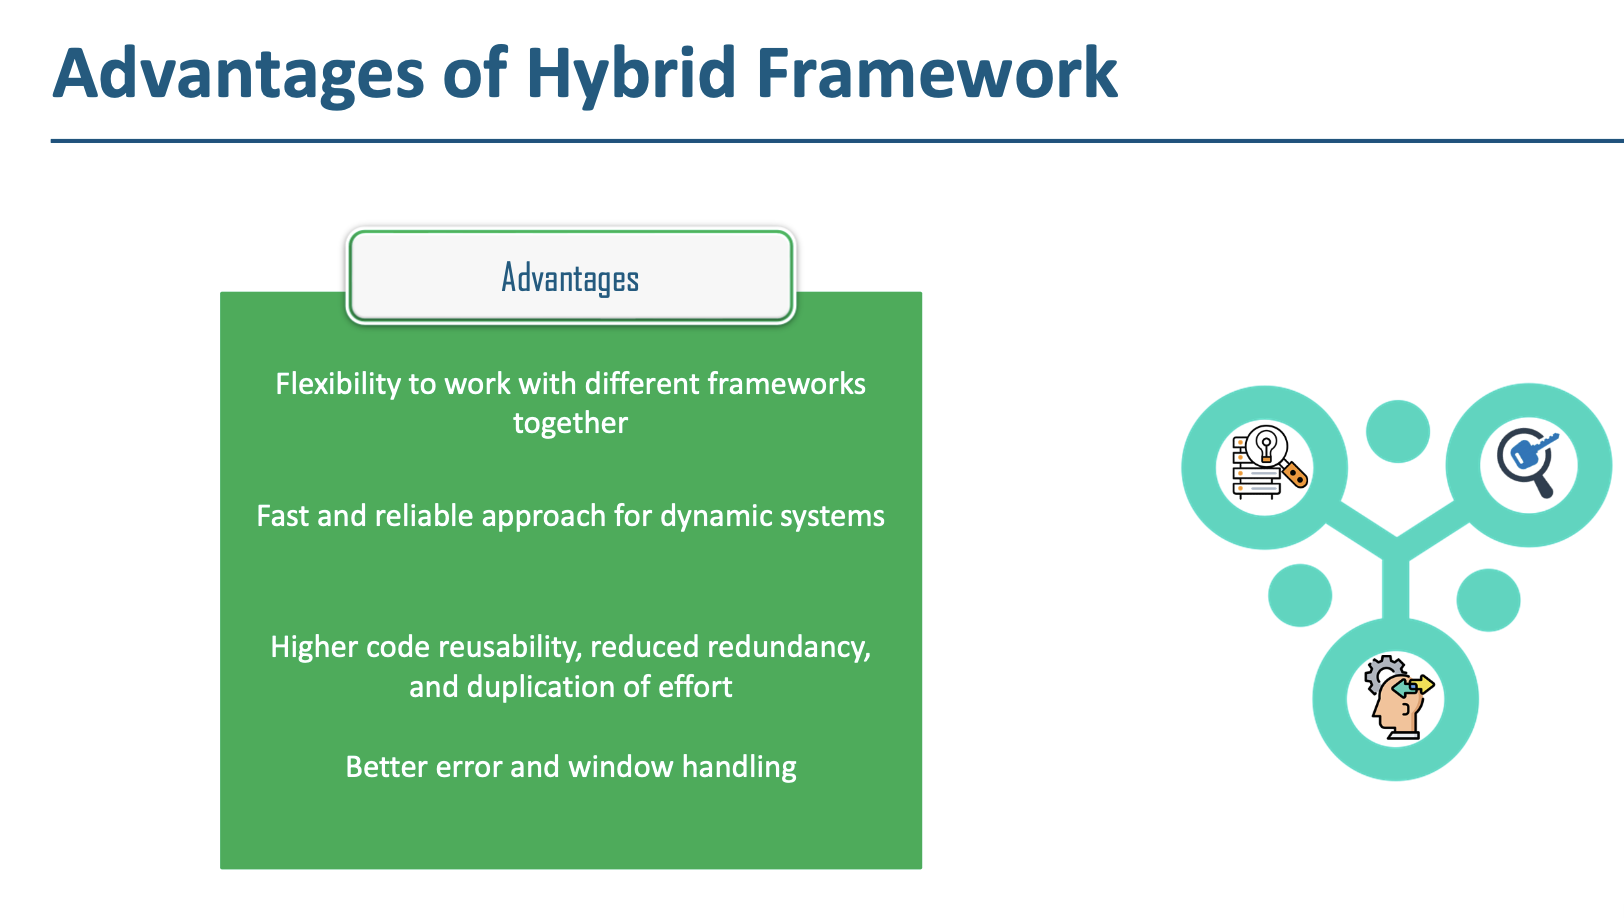 Advantages of Hybrid Framework
Advantages
Flexibility to work with different frameworks
together
Fast and reliable approach for dynamic systems
Higher code reusability, reduced redundancy,
and duplication of effort
Better error and window handling